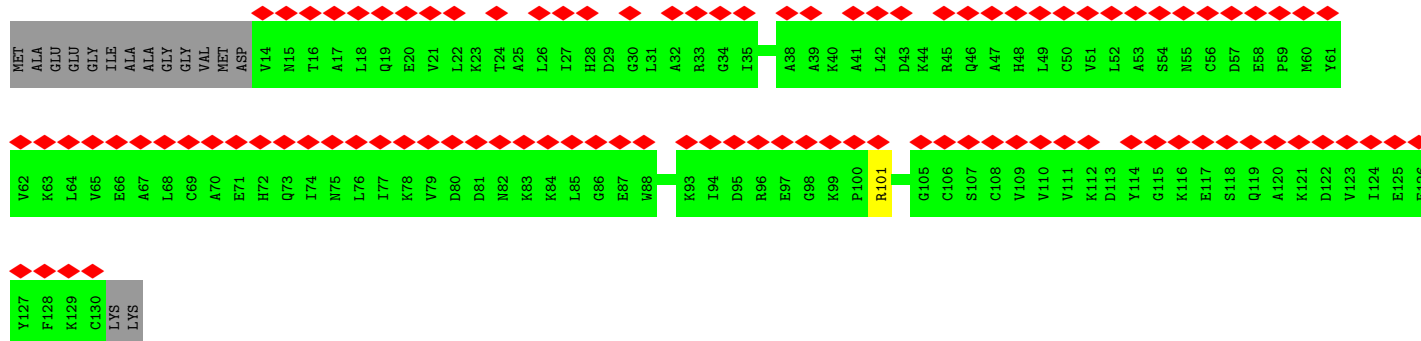 MET ALA GLU GLU GLY ILE ALA ALA GLY GLY VAL MET ASP V14 N15 T16 A17 L18 Q19 E20 V21 L22 K23 T24 A25 L26 I27 H28 D29 G30 L31 A32 R33 G34 I35 A38 A39 K40 A41 L42 D43 K44 R45 Q46 A47 H48 L49 C50 V51 L52 A53 S54 N55 C56 D57 E58 P59 M60 Y61
V62 K63 L64 V65 E66 A67 L68 C69 A70 E71 H72 Q73 I74 N75 L76 I77 K78 V79 D80 D81 N82 K83 K84 L85 G86 E87 W88 K93 I94 D95 R96 E97 G98 K99 P100 R101 G105 C106 S107 C108 V109 V110 V111 K112 D113 Y114 G115 K116 E117 S118 Q119 A120 K121 D122 V123 I124 E125
Y127 F128 K129 C130 LYS LYS